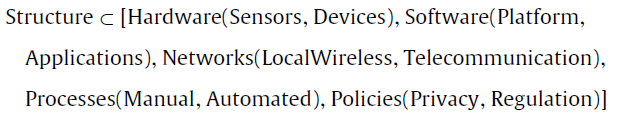 Structure ⊂ [Hardware(Sensors, Devices), Software(Platform,
Applications), Networks(LocalWireless, Telecommunication),
Processes(Manual, Automated), Policies(Privacy, Regulation)]